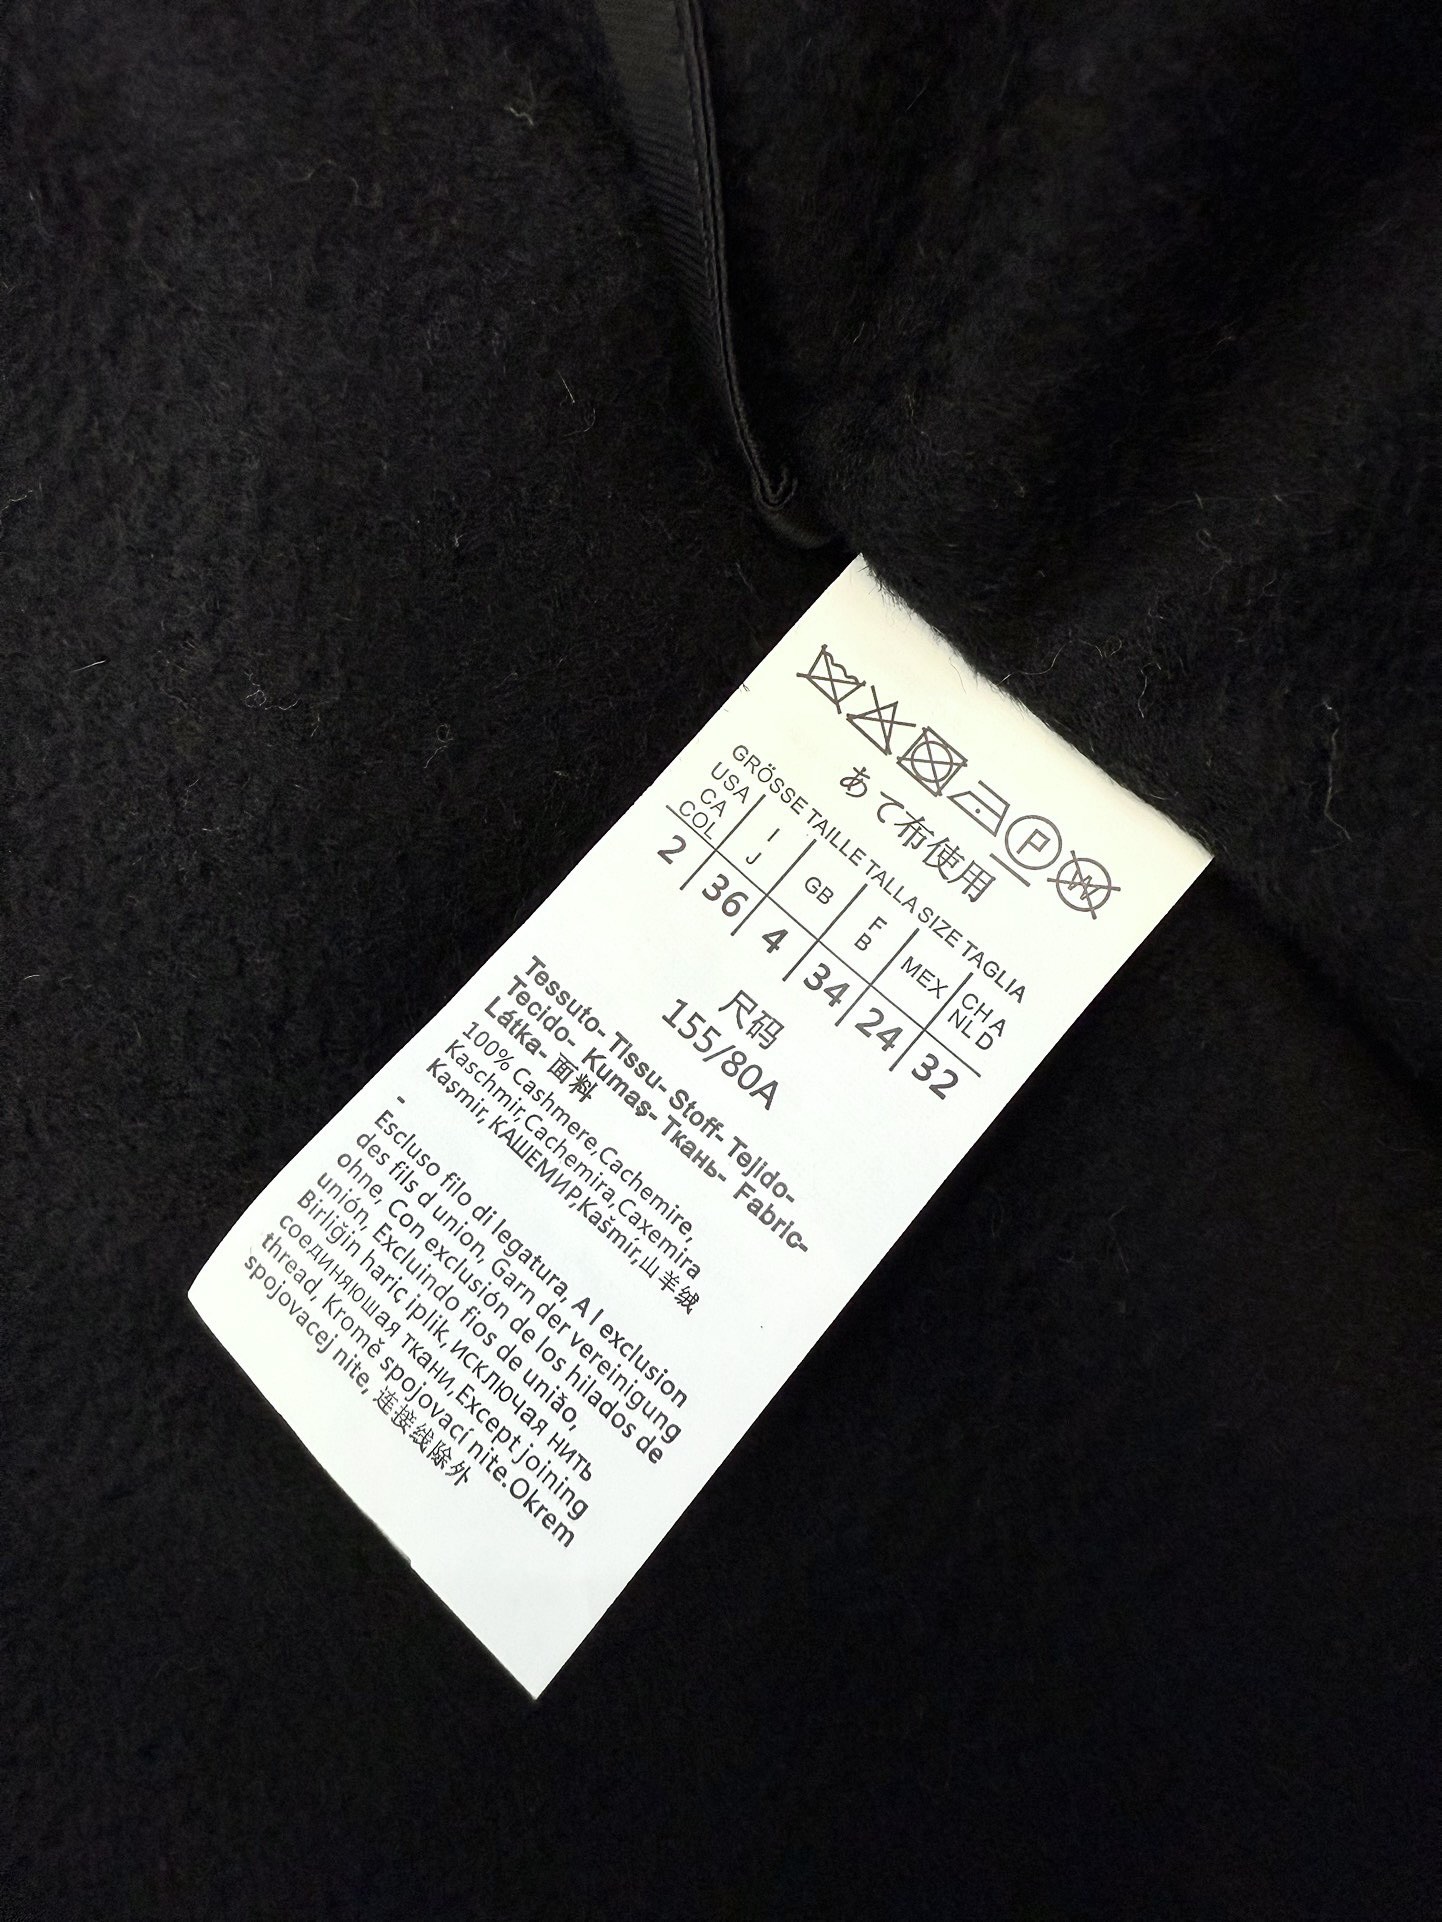 P W
あて布使用
GRÖSSE TAILLE TALLA SIZE TAGLIA
USA CA COL I J GB F B MEX CH A NL D
2 36 4 34 24 32
尺码
155/80A
Tessuto- Tissu- Stoff- Tejido-
Tecido- Kumaş- Ткань- Fabric-
Látka- 面料
100% Cashmere,Cachemire,
Kaschmir,Cachemira,Caxemira
Kaşmir, КАШЕМИР,Kašmír,山羊绒
-
Escluso filo di legatura, A l exclusion
des fils d union, Garn der vereinigung
ohne, Con exclusión de los hilados de
unión, Excluindo fios de união,
Birliğin hariç iplik, исключая нить
соединяюшая ткани,Except joining
thread, Kromě spojovací nite.Okrem
spojovacej nite, 连接线除外